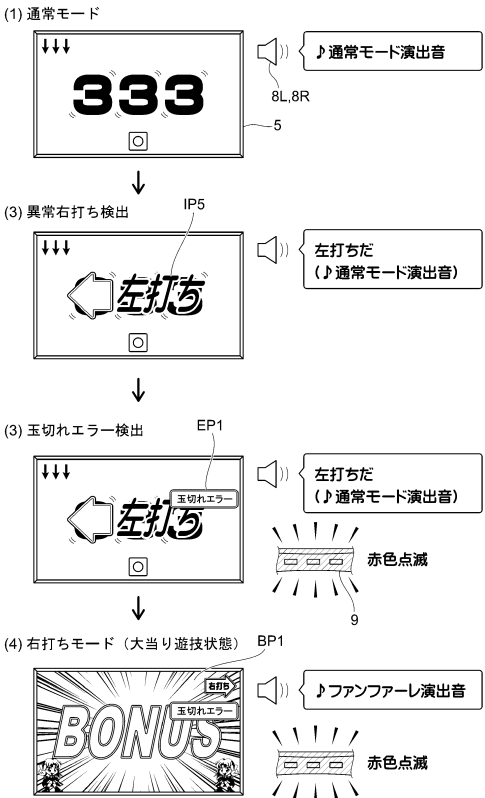 (1) 通常モード
↓↓↓
333
♪通常モード演出音
8L,8R
5
(3) 異常右打ち検出
IP5
↓↓↓
左打ち
左打ちだ
(♪通常モード演出音)
(3) 玉切れエラー検出
EP1
↓↓↓
左打ち
玉切れエラー
左打ちだ
(♪通常モード演出音)
赤色点滅
9
(4) 右打ちモード（大当り遊技状態）
BP1
右打ち
玉切れエラー
BONUS
♪ファンファーレ演出音
赤色点滅